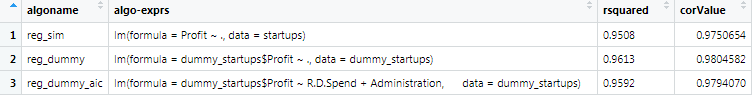 algoname algo-exprs rsquared corValue
1 reg_sim lm(formula = Profit ~ ., data = startups) 0.9508 0.9750654
2 reg_dummy lm(formula = dummy_startups$Profit ~ ., data = dummy_startups) 0.9613 0.9804582
3 reg_dummy_aic lm(formula = dummy_startups$Profit ~ R.D.Spend + Administration, data = dummy_startups) 0.9592 0.9794070